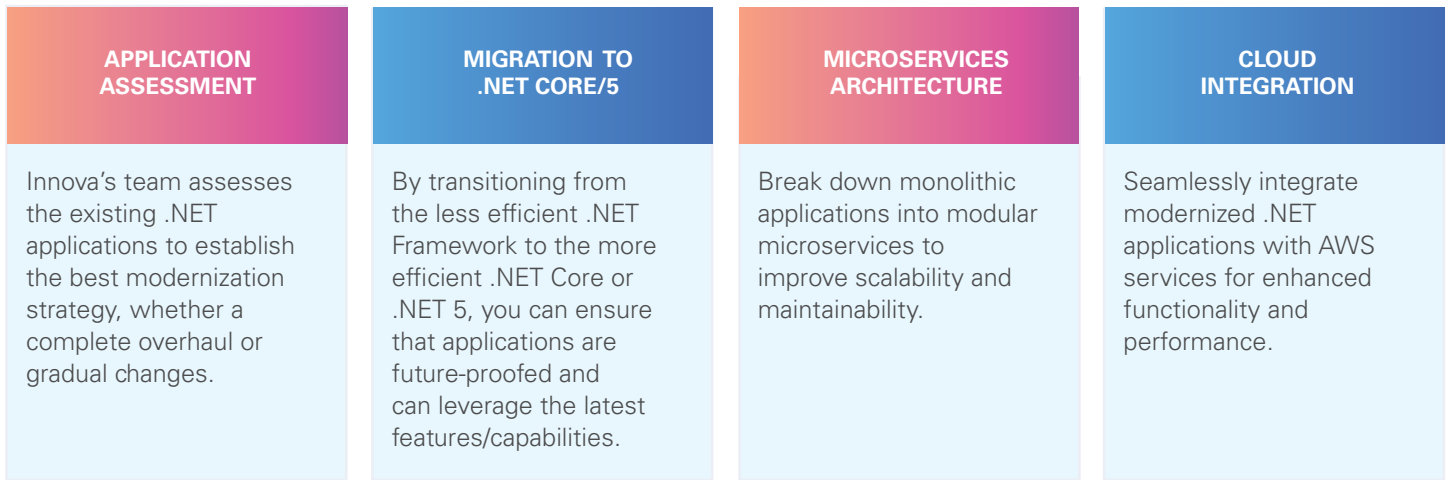 APPLICATION
ASSESSMENT
Innova’s team assesses
the existing .NET
applications to establish
the best modernization
strategy, whether a
complete overhaul or
gradual changes.
MIGRATION TO
.NET CORE/5
By transitioning from
the less efficient .NET
Framework to the more
efficient .NET Core or
.NET 5, you can ensure
that applications are
future-proofed and
can leverage the latest
features/capabilities.
MICROSERVICES
ARCHITECTURE
Break down monolithic
applications into modular
microservices to
improve scalability and
maintainability.
CLOUD
INTEGRATION
Seamlessly integrate
modernized .NET
applications with AWS
services for enhanced
functionality and
performance.